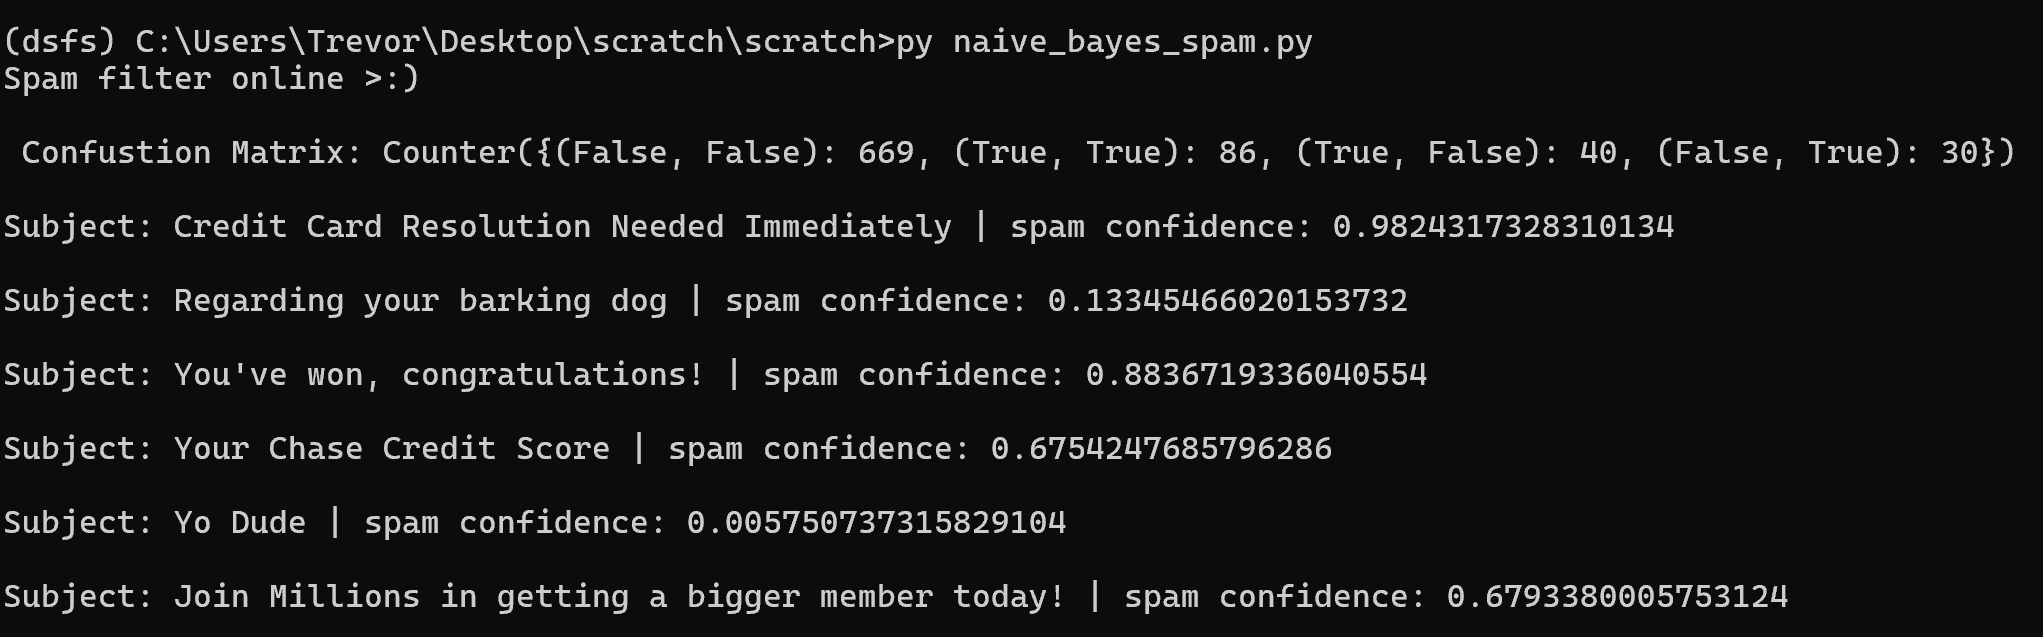 (dsfs) C:\Users\Trevor\Desktop\scratch\scratch>py naive_bayes_spam.py
Spam filter online >:)
Confustion Matrix: Counter({(False, False): 669, (True, True): 86, (True, False): 40, (False, True): 30})
Subject: Credit Card Resolution Needed Immediately | spam confidence: 0.9824317328310134
Subject: Regarding your barking dog | spam confidence: 0.13345466020153732
Subject: You've won, congratulations! | spam confidence: 0.8836719336040554
Subject: Your Chase Credit Score | spam confidence: 0.6754247685796286
Subject: Yo Dude | spam confidence: 0.005750737315829104
Subject: Join Millions in getting a bigger member today! | spam confidence: 0.6793380005753124